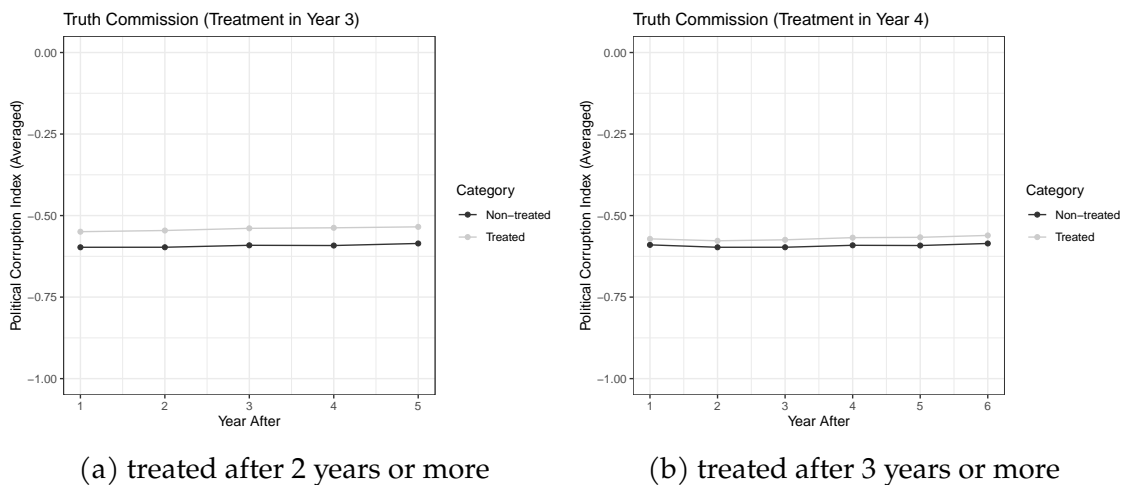 Truth Commission (Treatment in Year 3)
Political Corruption Index (Averaged)
0.00
−0.25
−0.50
−0.75
−1.00
1 2 3 4 5
Year After
Category
Non−treated
Treated
(a) treated after 2 years or more
Truth Commission (Treatment in Year 4)
Political Corruption Index (Averaged)
0.00
−0.25
−0.50
−0.75
−1.00
1 2 3 4 5 6
Year After
Category
Non−treated
Treated
(b) treated after 3 years or more